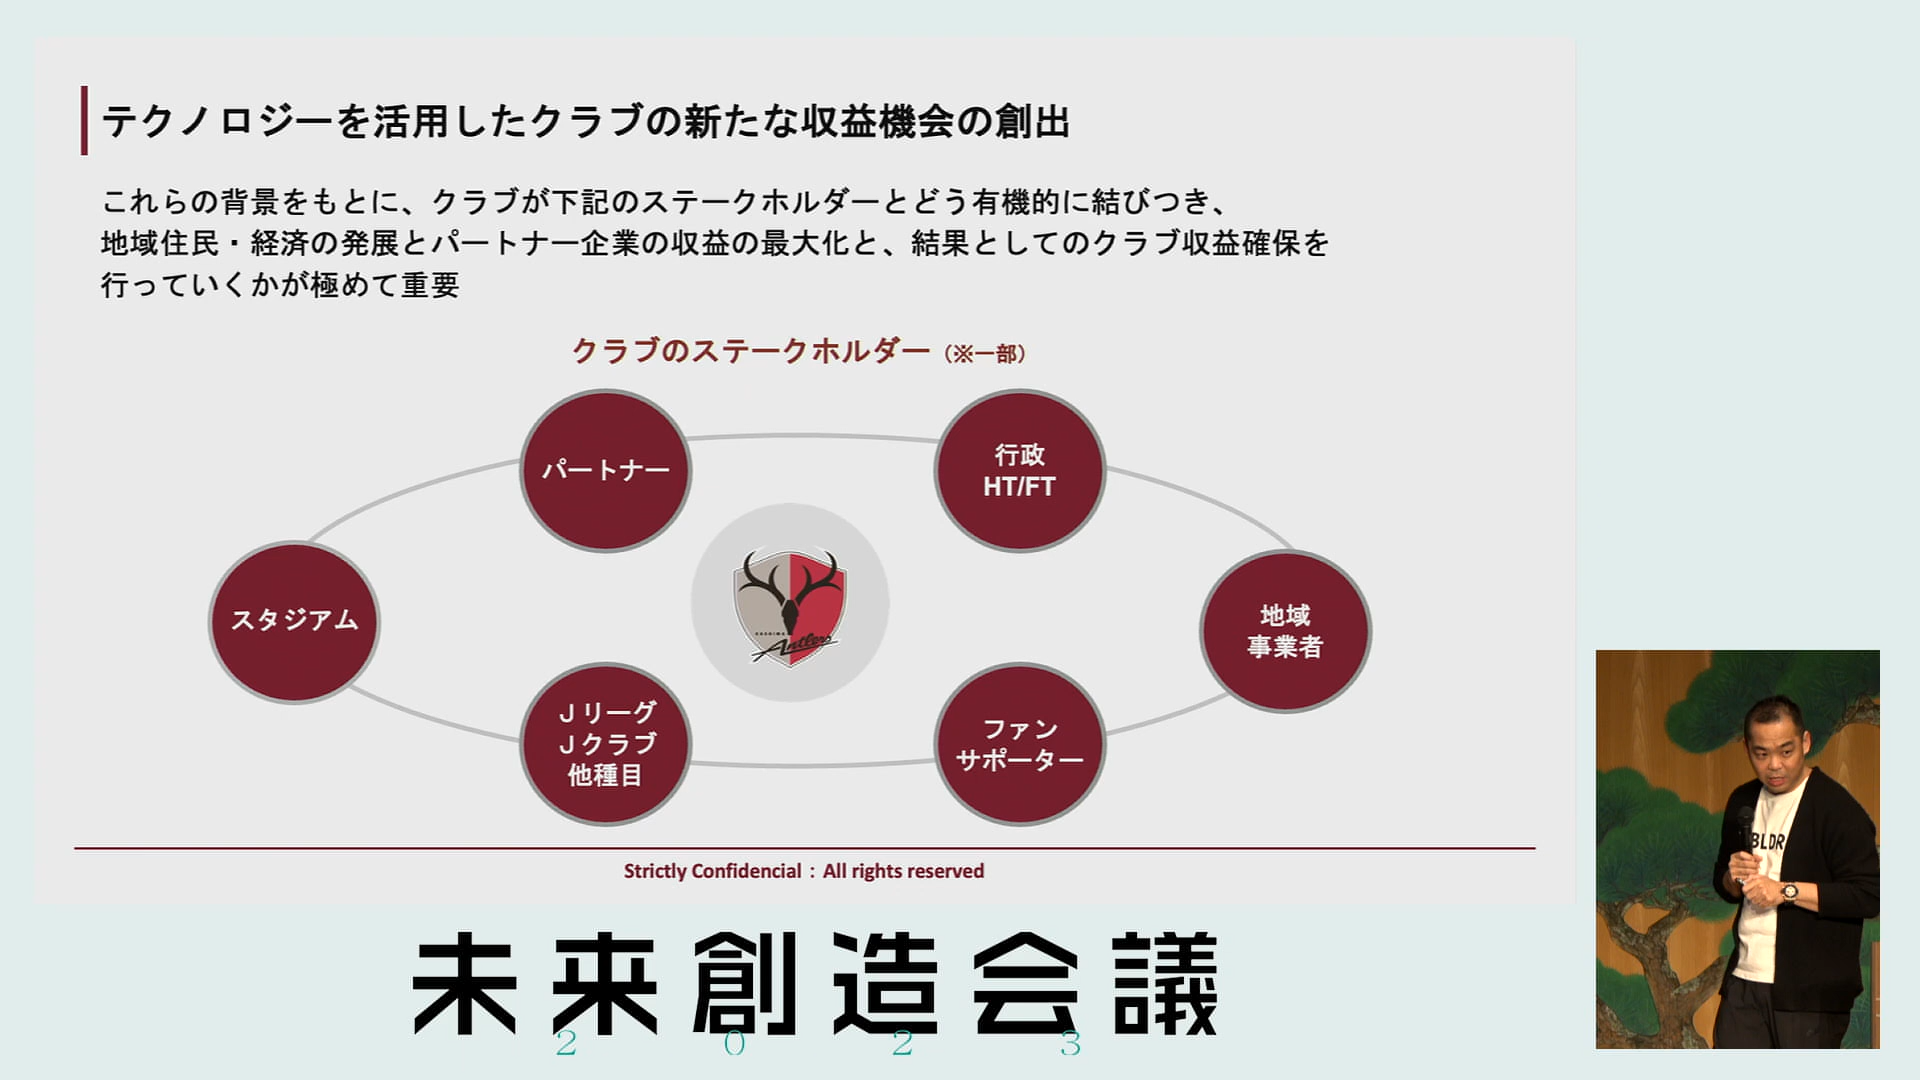 テクノロジーを活用したクラブの新たな収益機会の創出
これらの背景をもとに、クラブが下記のステークホルダーとどう有機的に結びつき、
地域住民・経済の発展とパートナー企業の収益の最大化と、結果としてのクラブ収益確保を
行っていくかが極めて重要
クラブのステークホルダー（※一部）
パートナー
行政
HT/FT
スタジアム
KASHIMA
Antlers
地域
事業者
Jリーグ
Jクラブ
他種目
ファン
サポーター
Strictly Confidencial：All rights reserved
BLDR
未来創造会議
2023